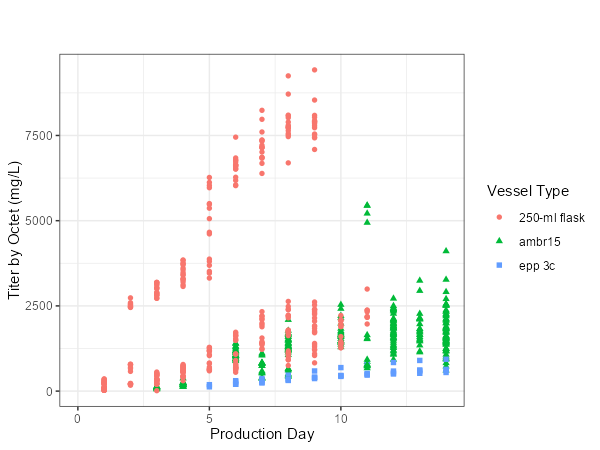 7500
5000
2500
0
Titer by Octet (mg/L)
0
5
10
Production Day
Vessel Type
250-ml flask
ambr15
epp 3c